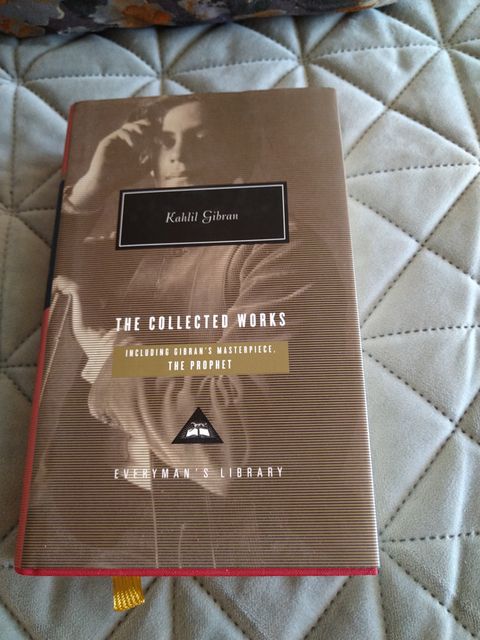 Kahlil Gibran
THE COLLECTED WORKS
INCLUDING GIBRAN'S MASTERPIECE,
THE PROPHET
EVERYMAN'S LIBRARY